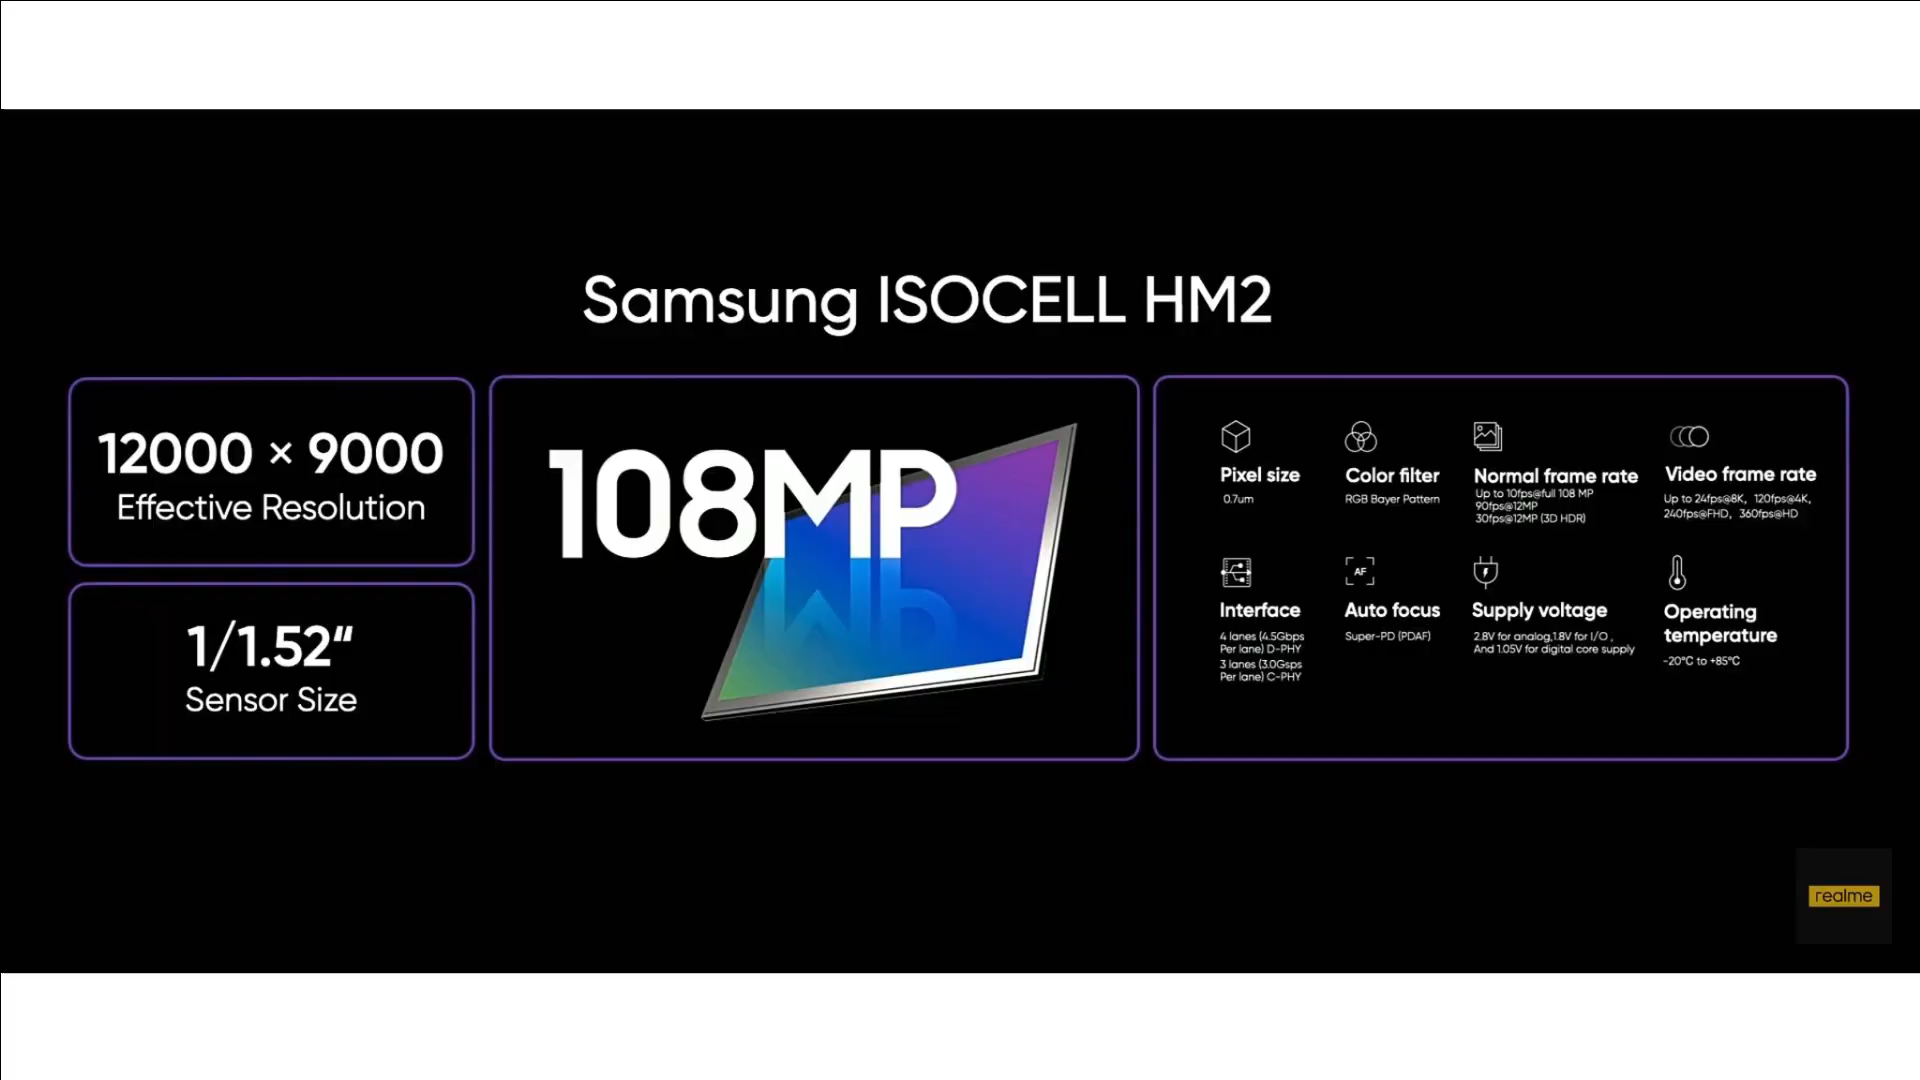 Samsung ISOCELL HM2
12000 × 9000
Effective Resolution
1/1.52“
Sensor Size
108MP
Pixel size
0.7um
Color filter
RGB Bayer Pattern
Normal frame rate
Up to 10fps@full 108 MP
90fps@12MP
30fps@12MP (3D HDR)
Video frame rate
Up to 24fps@8K, 120fps@4K,
240fps@FHD, 360fps@HD
Interface
4 lanes (4.5Gbps
Per lane) D-PHY
3 lanes (3.0Gsps
Per lane) C-PHY
AF
Auto focus
Super-PD (PDAF)
Supply voltage
2.8V for analog,1.8V for I/O ,
And 1.05V for digital core supply
Operating
temperature
-20°C to +85°C
realme